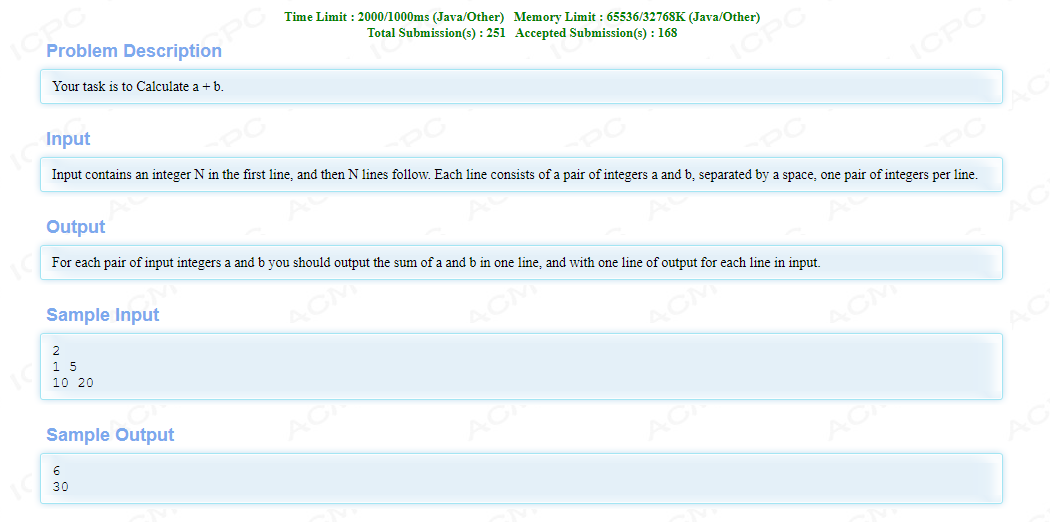 Time Limit : 2000/1000ms (Java/Other) Memory Limit : 65536/32768K (Java/Other)
Total Submission(s) : 251 Accepted Submission(s) : 168
Problem Description
Your task is to Calculate a + b.
Input
Input contains an integer N in the first line, and then N lines follow. Each line consists of a pair of integers a and b, separated by a space, one pair of integers per line.
Output
For each pair of input integers a and b you should output the sum of a and b in one line, and with one line of output for each line in input.
Sample Input
2
1 5
10 20
Sample Output
6
30